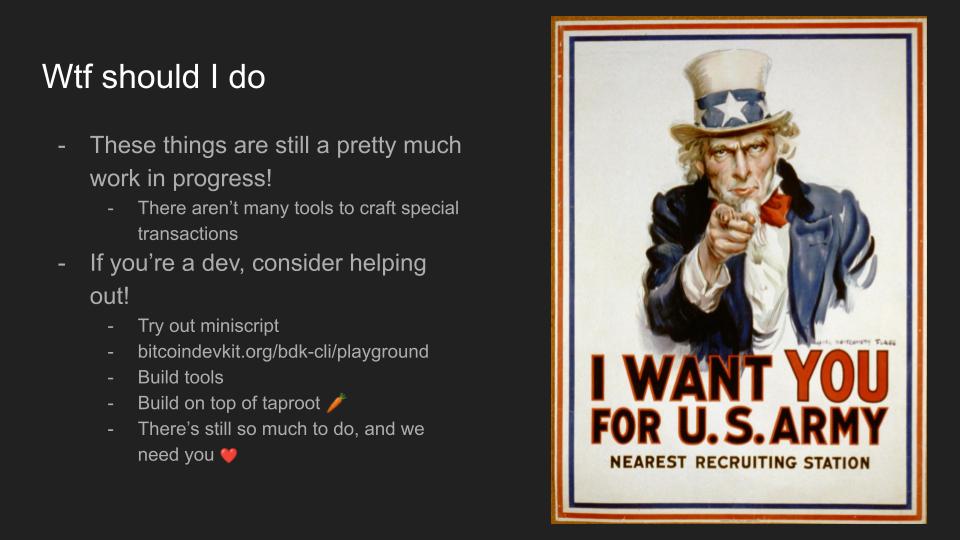 Wtf should I do
- These things are still a pretty much
work in progress!
- There aren’t many tools to craft special
transactions
- If you’re a dev, consider helping
out!
- Try out miniscript
- bitcoindevkit.org/bdk-cli/playground
- Build tools
- Build on top of taproot 🥕
- There’s still so much to do, and we
need you ❤️
I WANT YOU
FOR U.S. ARMY
NEAREST RECRUITING STATION